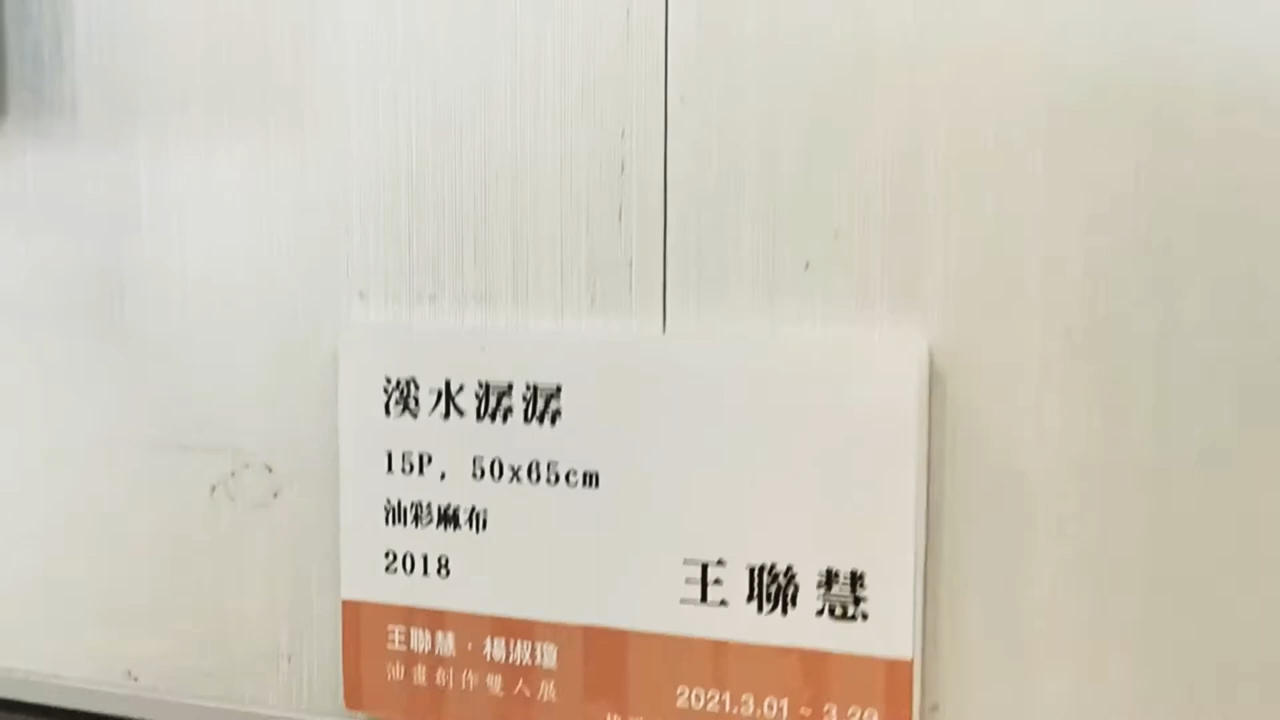 溪水潺潺
15P, 50x65cm
油彩麻布
2018
王聯慧
王聯慧·楊淑瓊
油畫創作雙人展
2021.3.01 ~ 3.29